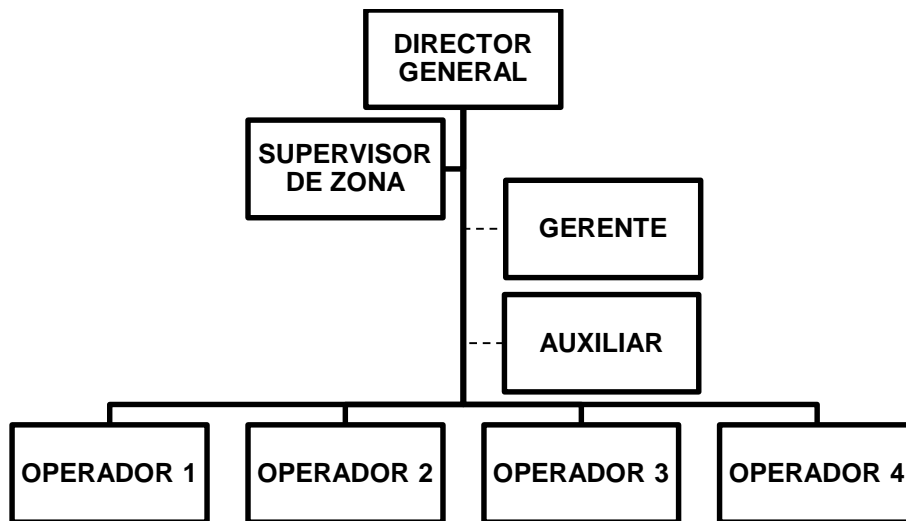 DIRECTOR
GENERAL
SUPERVISOR
DE ZONA
GERENTE
AUXILIAR
OPERADOR 1
OPERADOR 2
OPERADOR 3
OPERADOR 4